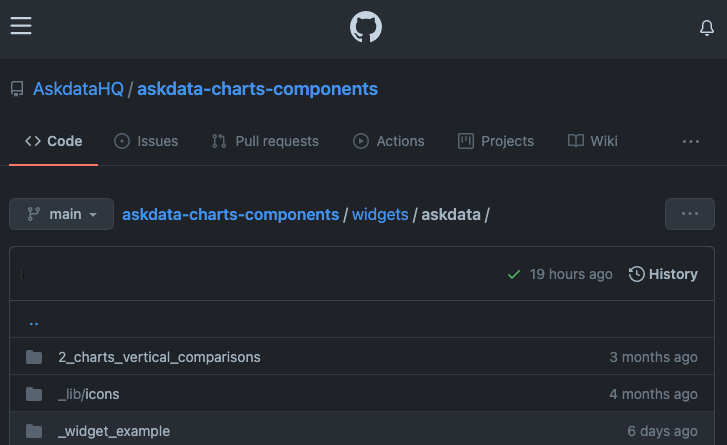 AskdataHQ / askdata-charts-components
Code Issues Pull requests Actions Projects Wiki ...
main askdata-charts-components / widgets / askdata / ...
19 hours ago History
..
2_charts_vertical_comparisons 3 months ago
_lib/icons 4 months ago
_widget_example 6 days ago